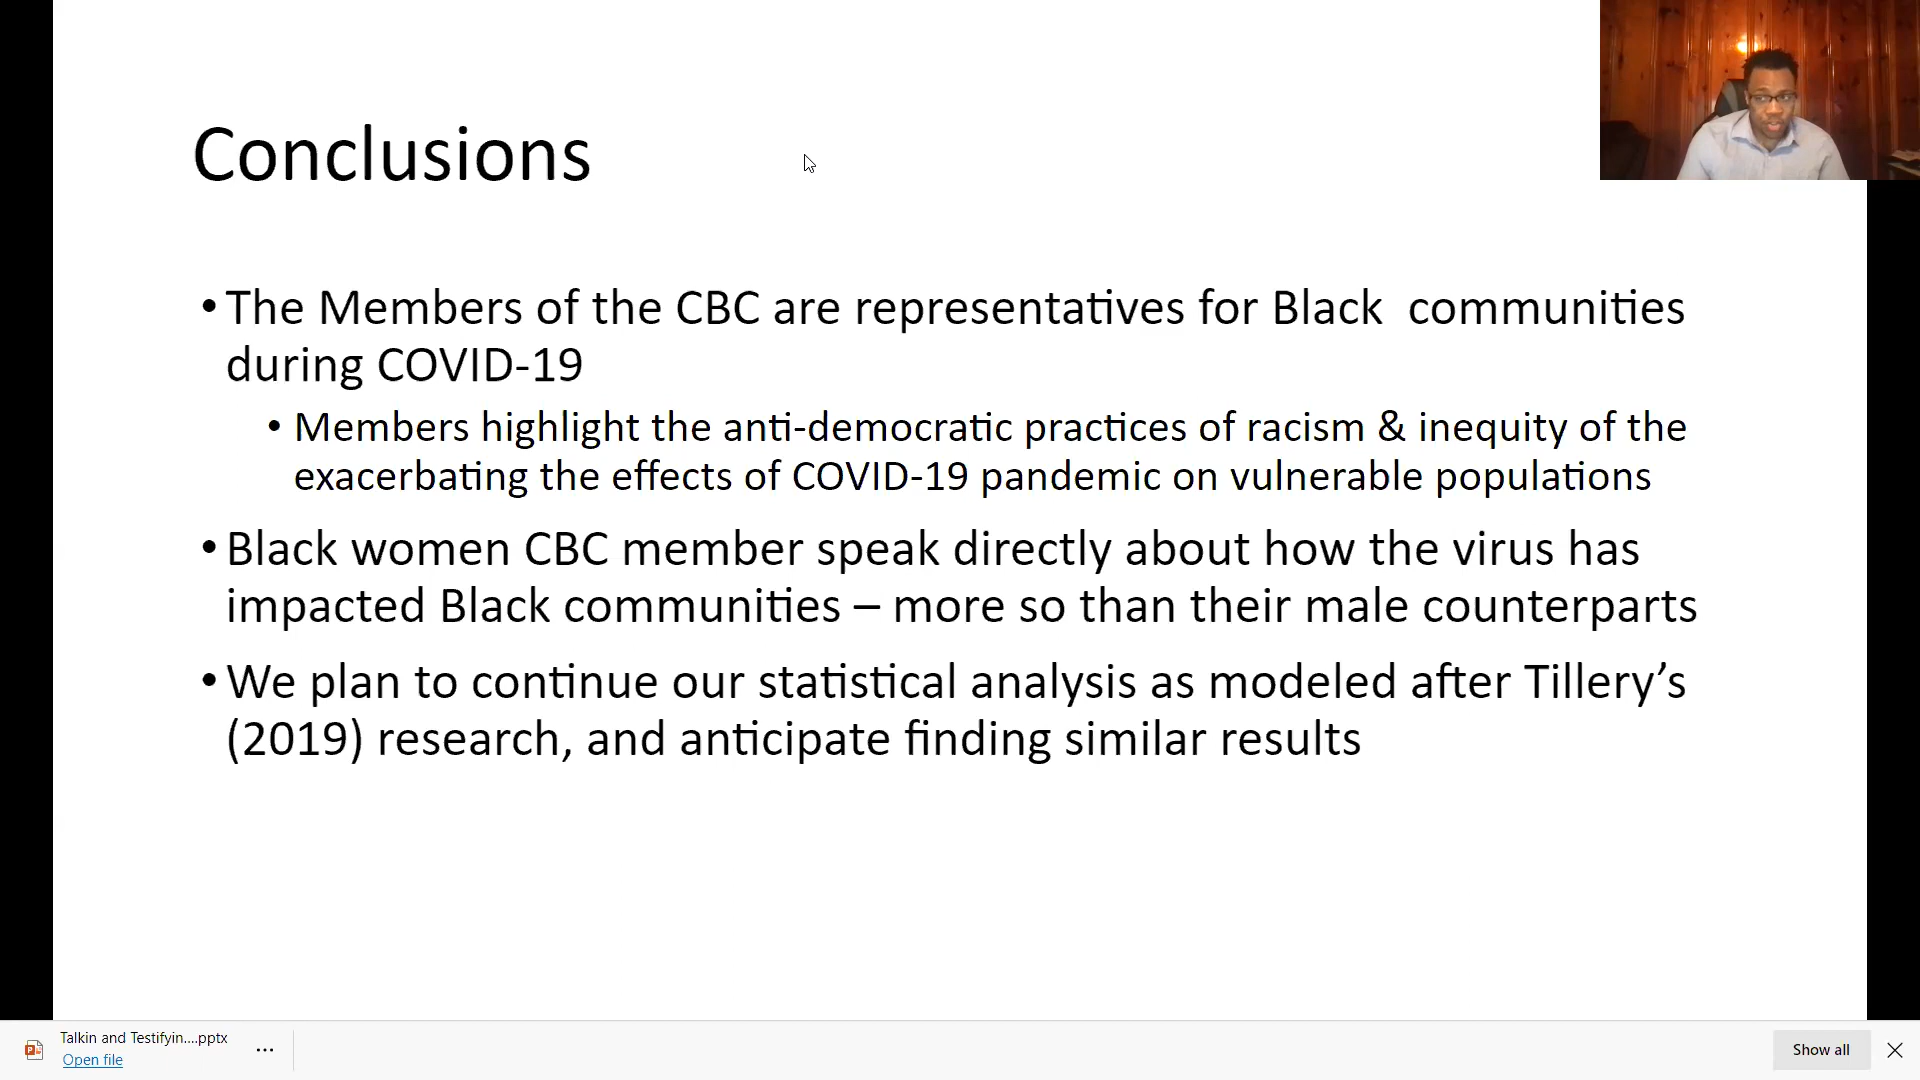 Conclusions
• The Members of the CBC are representatives for Black communities
during COVID-19
• Members highlight the anti-democratic practices of racism & inequity of the
exacerbating the effects of COVID-19 pandemic on vulnerable populations
• Black women CBC member speak directly about how the virus has
impacted Black communities – more so than their male counterparts
• We plan to continue our statistical analysis as modeled after Tillery’s
(2019) research, and anticipate finding similar results
Talkin and Testifyin....pptx
Open file
Show all